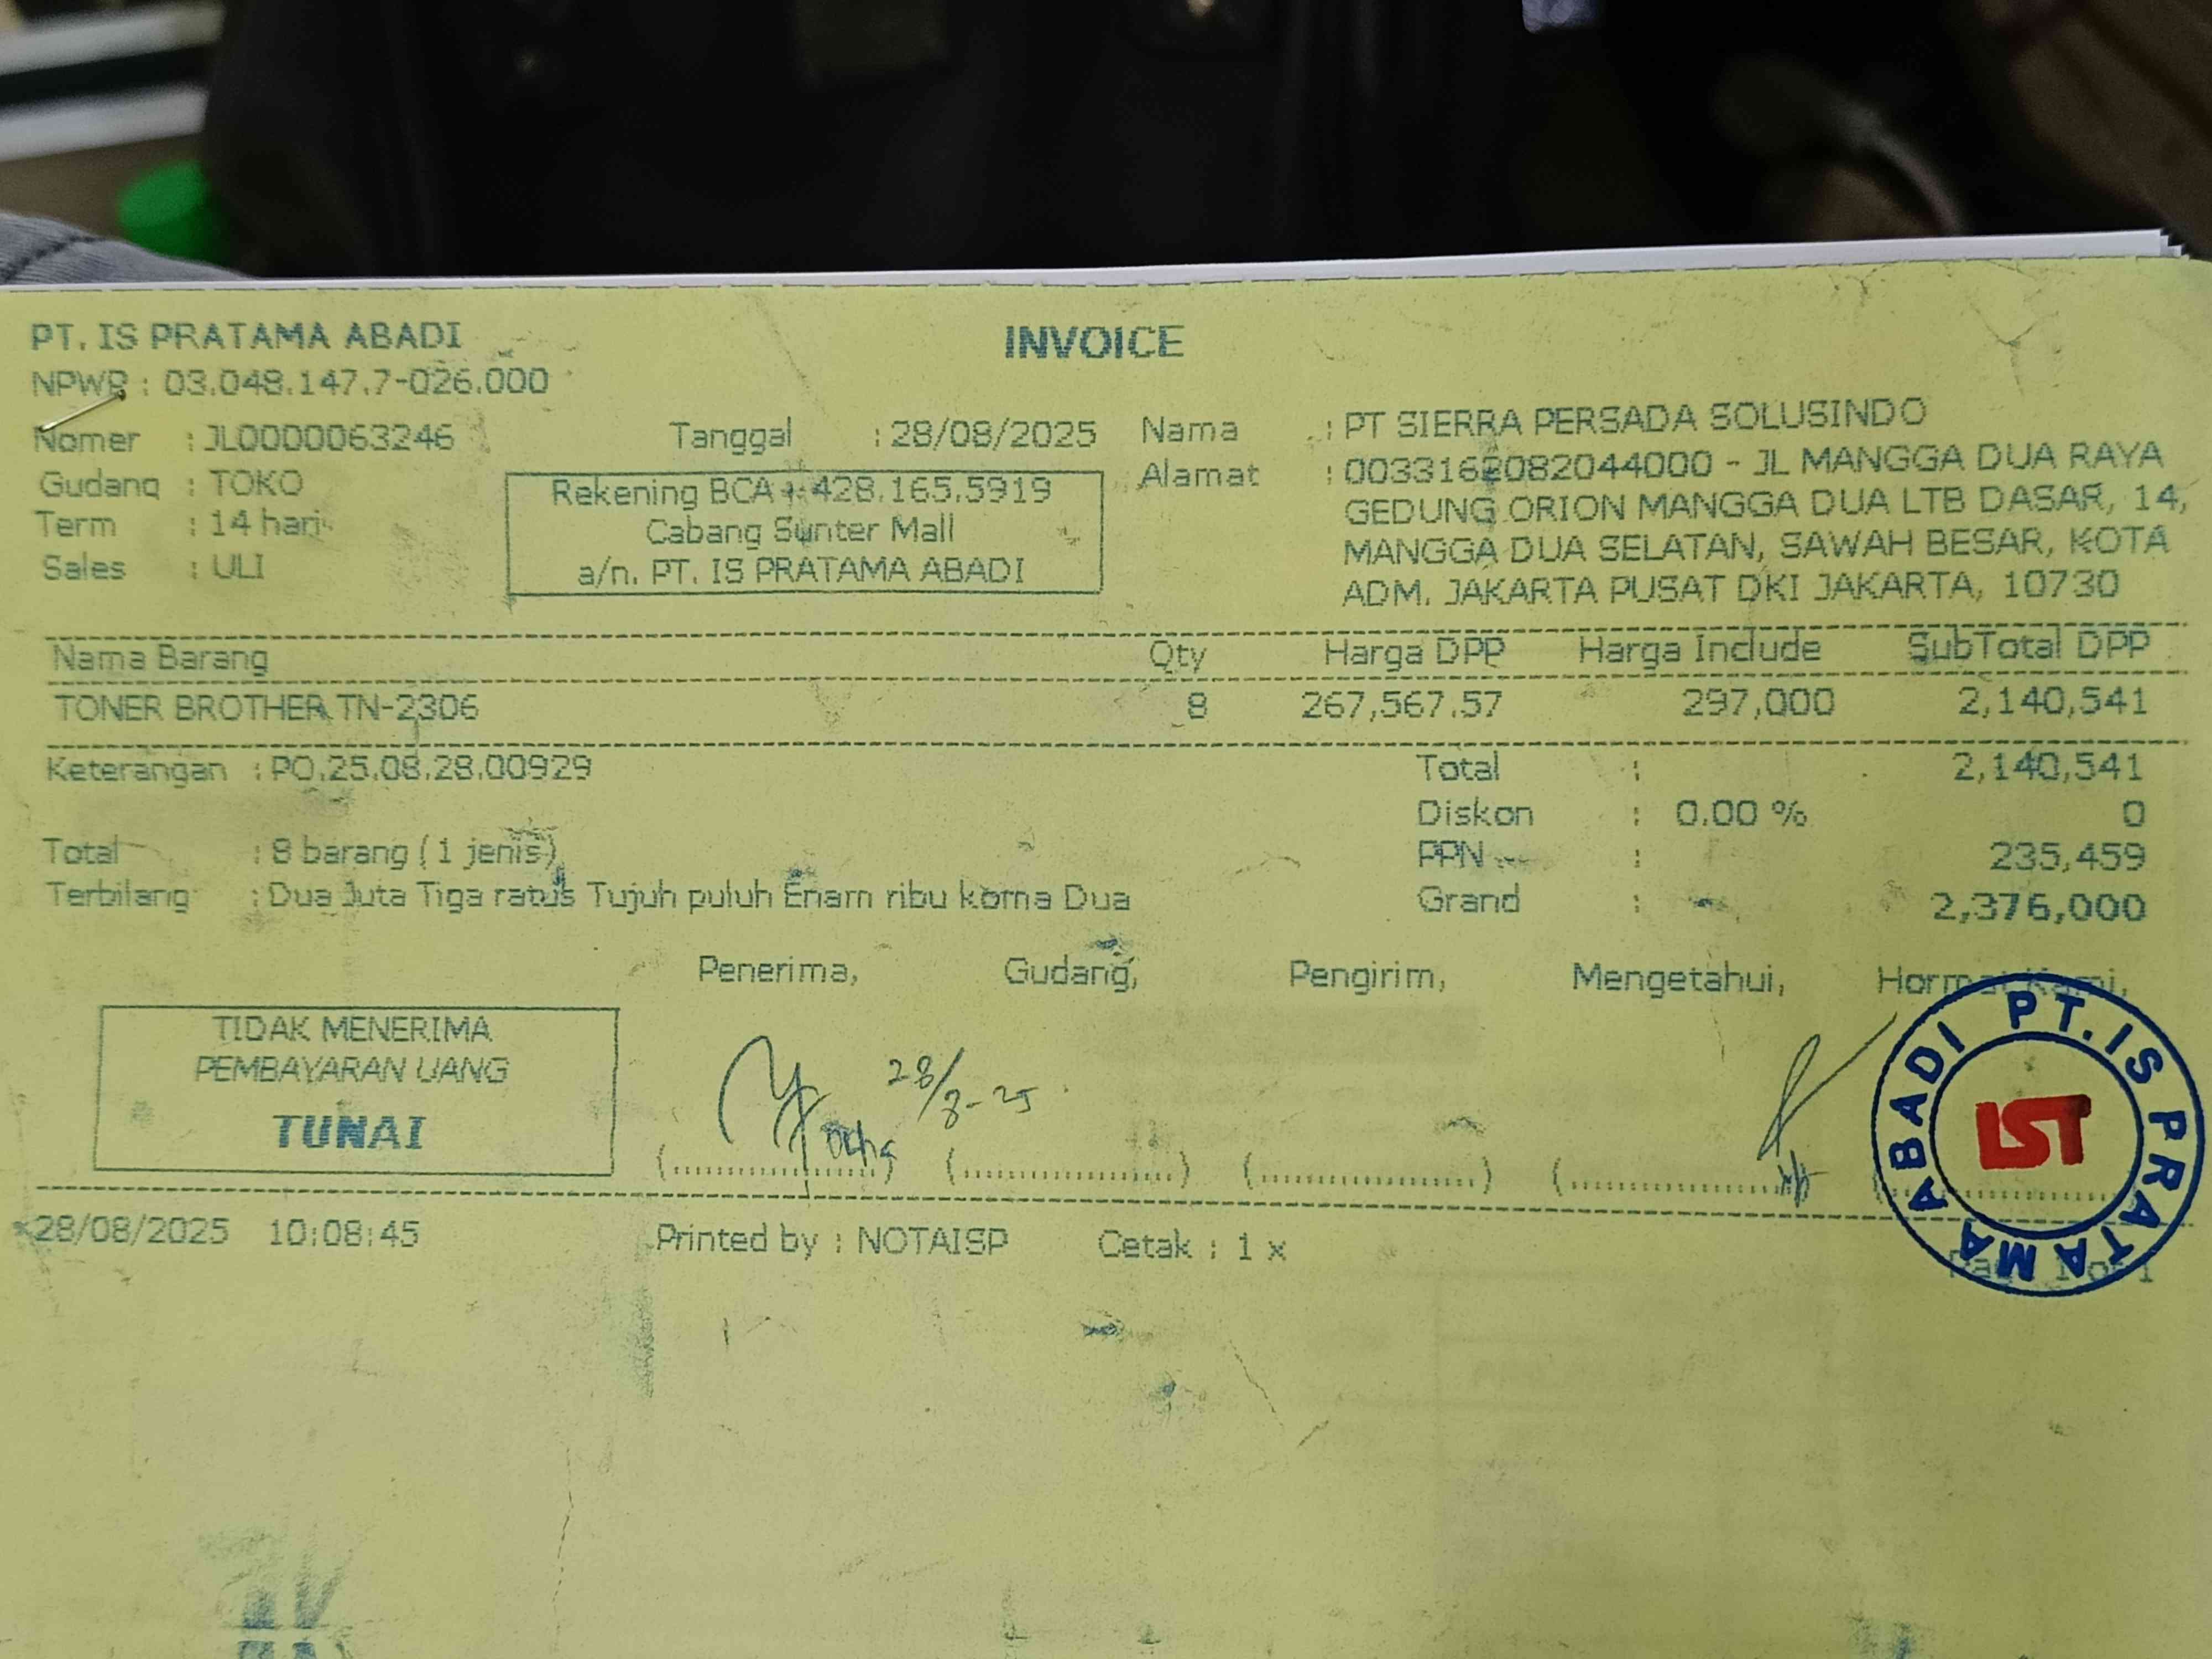 PT. IS PRATAMA ABADI
INVOICE
NPWP : 03.048.147.7-026.000
Nomer : JL0000063246
Tanggal : 28/08/2025
Nama : PT SIERRA PERSADA SOLUSINDO
Gudang : TOKO
Term : 14 hari
Sales : ULI
Rekening BCA : 428.165.5919
Cabang Sunter Mall
a/n. PT. IS PRATAMA ABADI
Alamat : 0033162082044000 - JL MANGGA DUA RAYA
GEDUNG ORION MANGGA DUA LTB DASAR, 14,
MANGGA DUA SELATAN, SAWAH BESAR, KOTA
ADM. JAKARTA PUSAT DKI JAKARTA, 10730
Nama Barang Qty Harga DPP Harga Include SubTotal DPP
TONER BROTHER TN-2306 8 267,567.57 297,000 2,140,541
Keterangan : PO.25.08.28.00929
Total : 2,140,541
Diskon : 0.00 % 0
Total : 8 barang ( 1 jenis)
PPN : 235,459
Terbilang : Dua Juta Tiga ratus Tujuh puluh Enam ribu koma Dua
Grand : 2,376,000
Penerima, Gudang, Pengirim, Mengetahui, Hormat Kami,
TIDAK MENERIMA
PEMBAYARAN UANG
TUNAI
28/8-25
PT. IS PRATAMA ABADI
IST
28/08/2025 10:08:45 Printed by : NOTAISP Cetak : 1 x